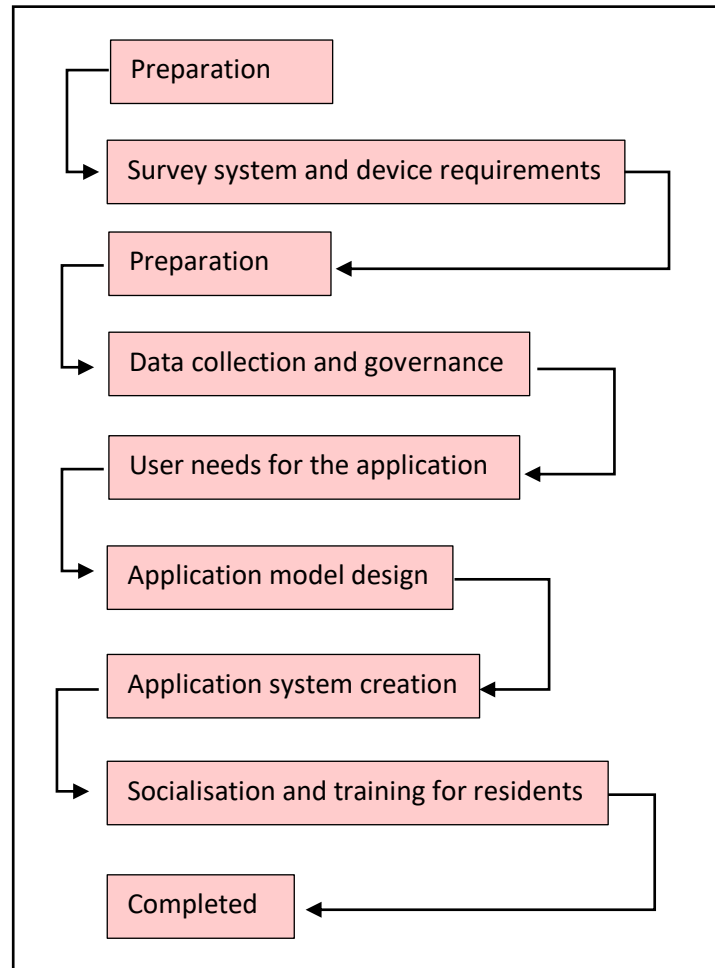 Preparation
Survey system and device requirements
Preparation
Data collection and governance
User needs for the application
Application model design
Application system creation
Socialisation and training for residents
Completed